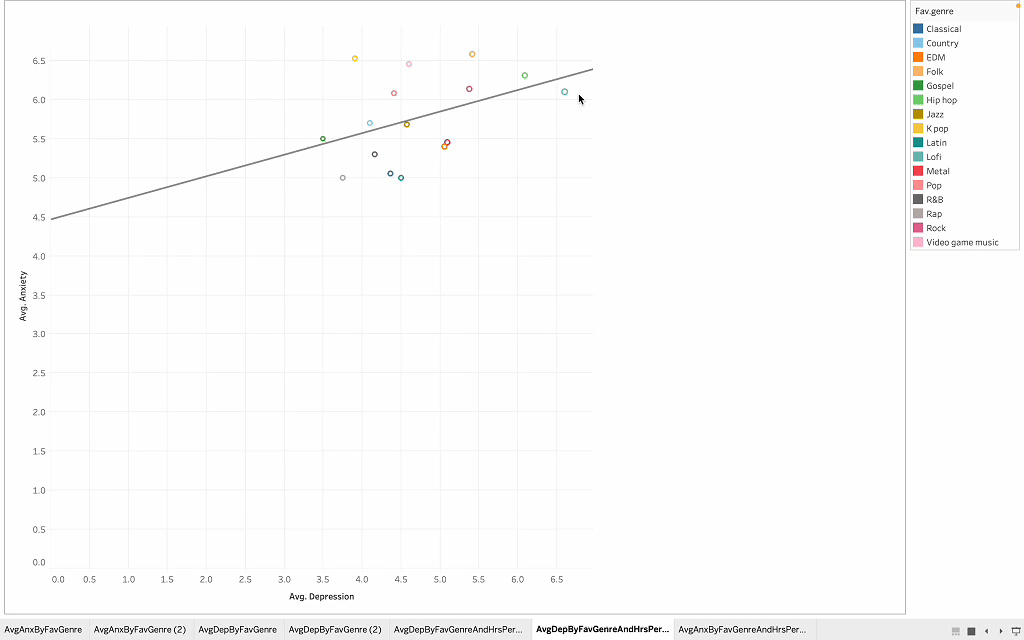 Fav.genre
Classical
Country
EDM
Folk
Gospel
Hip hop
Jazz
K pop
Latin
Lofi
Metal
Pop
R&B
Rap
Rock
Video game music
Avg. Anxiety
6.5
6.0
5.5
5.0
4.5
4.0
3.5
3.0
2.5
2.0
1.5
1.0
0.5
0.0
0.0 0.5 1.0 1.5 2.0 2.5 3.0 3.5 4.0 4.5 5.0 5.5 6.0 6.5
Avg. Depression
AvgAnxByFavGenre AvgAnxByFavGenre (2) AvgDepByFavGenre AvgDepByFavGenre (2) AvgDepByFavGenreAndHrsPer... AvgDepByFavGenreAndHrsPer... AvgAnxByFavGenreAndHrsPer...